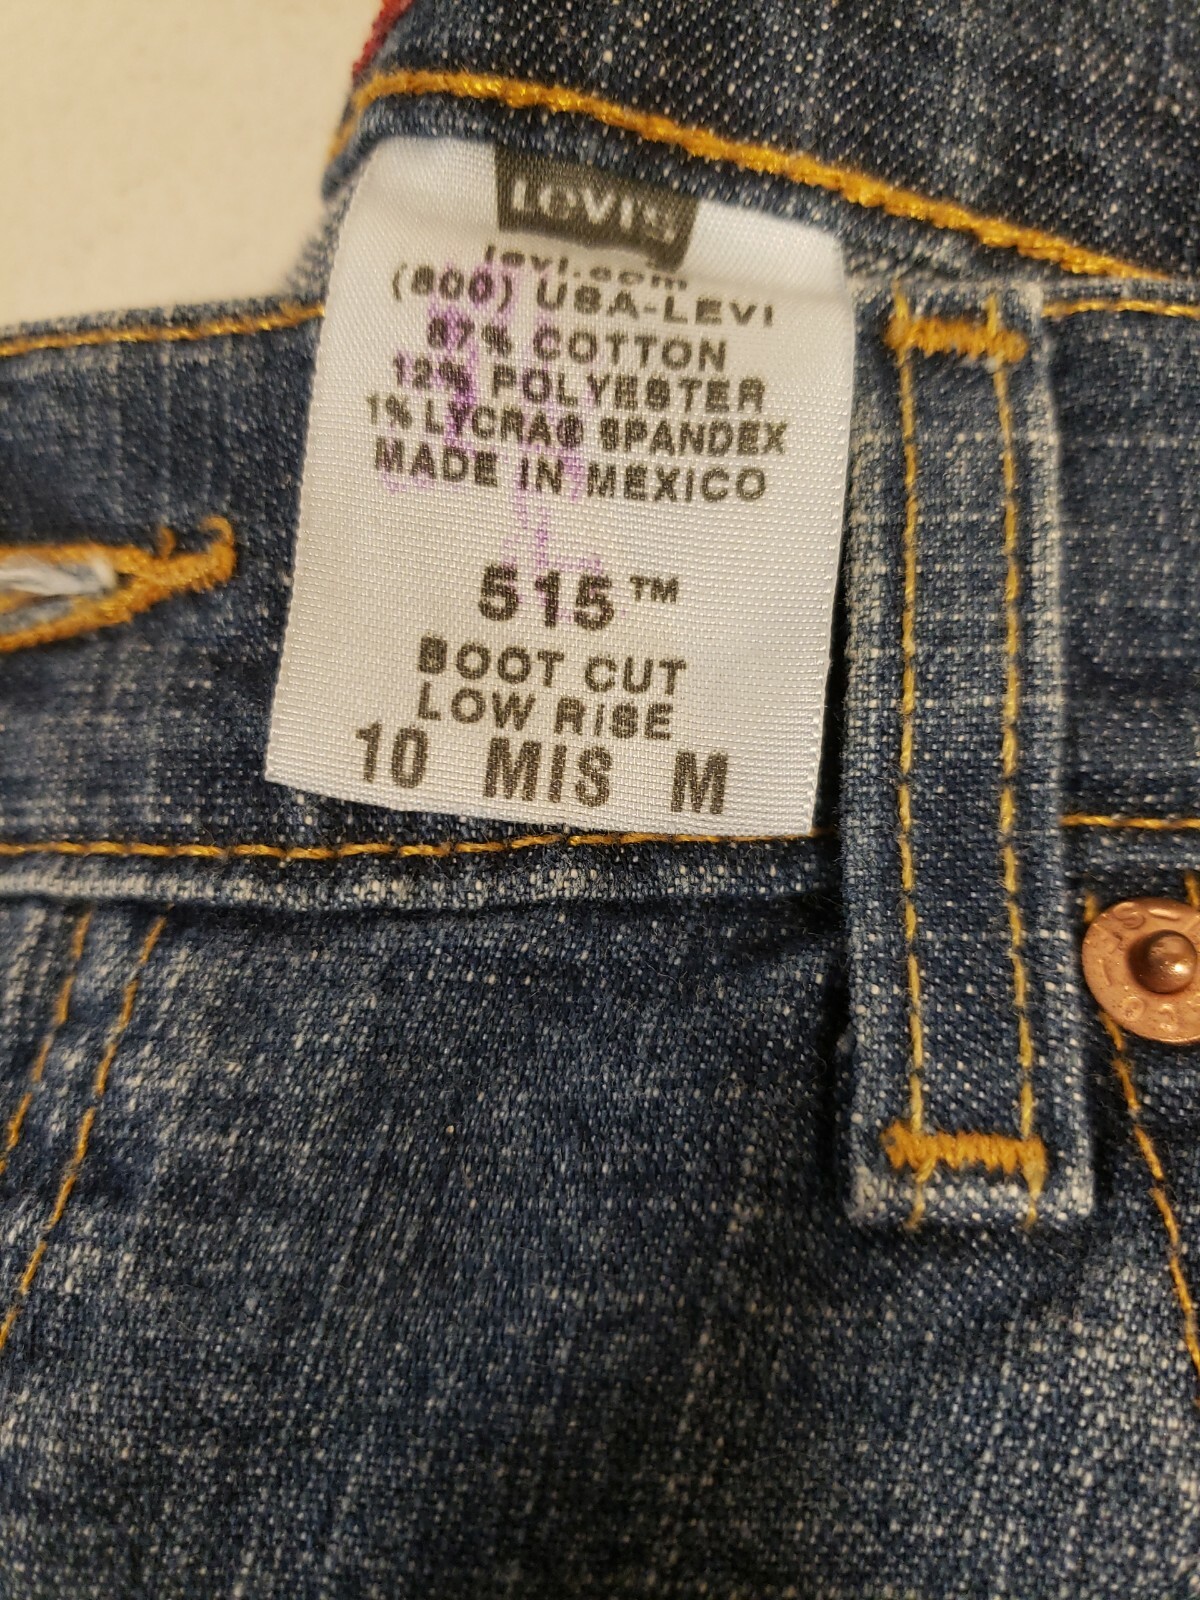 Levi's
levi.com
(800) USA-LEVI
87% COTTON
12% POLYESTER
1% LYCRA® SPANDEX
MADE IN MEXICO
515™
BOOT CUT
LOW RISE
10 MIS M